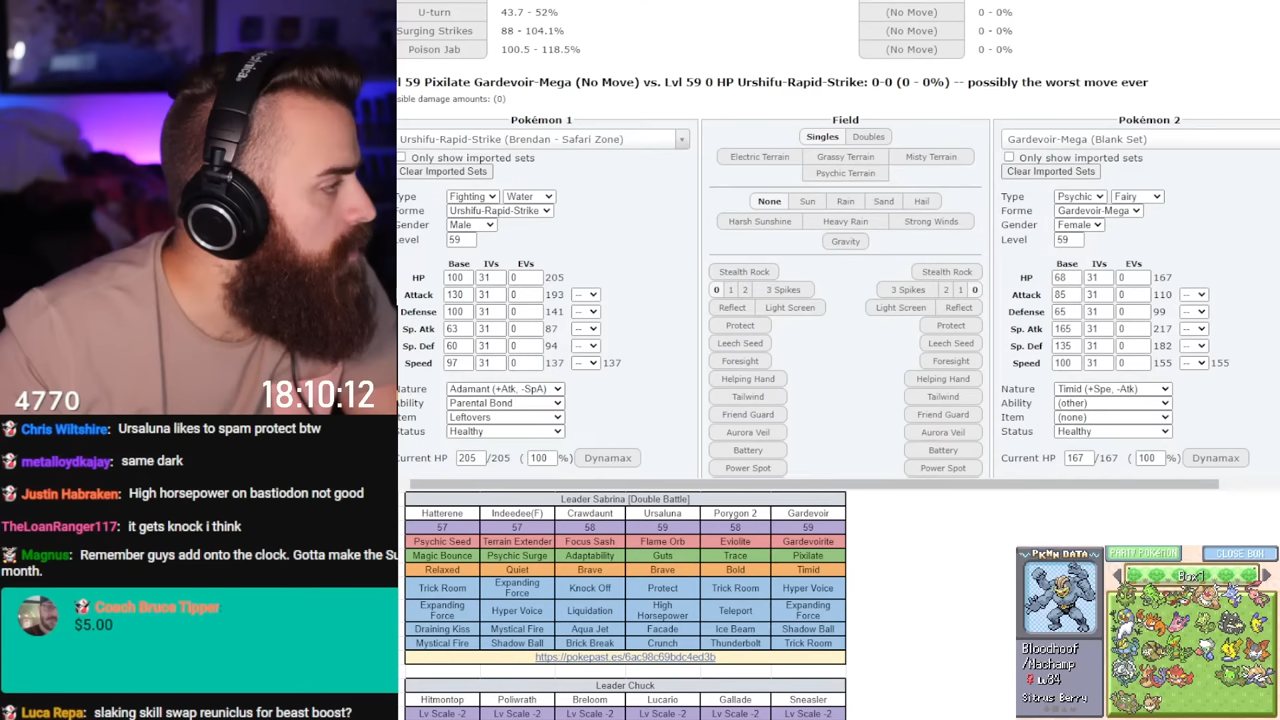 U-turn 43.7 - 52% (No Move) 0 - 0%
Surging Strikes 88 - 104.1% (No Move) 0 - 0%
Poison Jab 100.5 - 118.5% (No Move) 0 - 0%
l 59 Pixilate Gardevoir-Mega (No Move) vs. Lvl 59 0 HP Urshifu-Rapid-Strike: 0-0 (0 - 0%) -- possibly the worst move ever
sible damage amounts: (0)
Pokémon 1
Urshifu-Rapid-Strike (Brendan - Safari Zone)
Only show imported sets
Clear Imported Sets
Type Fighting Water
Forme Urshifu-Rapid-Strike
Gender Male
Level 59
Base IVs EVs
HP 100 31 0 205
Attack 130 31 0 193 --
Defense 100 31 0 141 --
Sp. Atk 63 31 0 87 --
Sp. Def 60 31 0 94 --
Speed 97 31 0 137 -- 137
Nature Adamant (+Atk, -SpA)
Ability Parental Bond
Item Leftovers
Status Healthy
Current HP 205 /205 ( 100 %) Dynamax
Field
Singles Doubles
Electric Terrain Grassy Terrain Misty Terrain
Psychic Terrain
None Sun Rain Sand Hail
Harsh Sunshine Heavy Rain Strong Winds
Gravity
Stealth Rock Stealth Rock
0 1 2 3 Spikes 3 Spikes 2 1 0
Reflect Light Screen Light Screen Reflect
Protect Protect
Leech Seed Leech Seed
Foresight Foresight
Helping Hand Helping Hand
Tailwind Tailwind
Friend Guard Friend Guard
Aurora Veil Aurora Veil
Battery Battery
Power Spot Power Spot
Pokémon 2
Gardevoir-Mega (Blank Set)
Only show imported sets
Clear Imported Sets
Type Psychic Fairy
Forme Gardevoir-Mega
Gender Female
Level 59
Base IVs EVs
HP 68 31 0 167
Attack 85 31 0 110 --
Defense 65 31 0 99 --
Sp. Atk 165 31 0 217 --
Sp. Def 135 31 0 182 --
Speed 100 31 0 155 -- 155
Nature Timid (+Spe, -Atk)
Ability (other)
Item (none)
Status Healthy
Current HP 167 /167 ( 100 %) Dynamax
4770 18:10:12
Chris Wiltshire: Ursaluna likes to spam protect btw
metalloydkajay: same dark
Justin Habraken: High horsepower on bastiodon not good
TheLoanRanger117: it gets knock i think
Magnus: Remember guys add onto the clock. Gotta make the Su
month.
Coach Bruce Tipper
$5.00
Luca Repa: slaking skill swap reuniclus for beast boost?
Leader Sabrina [Double Battle]
Hatterene Indeedee(F) Crawdaunt Ursaluna Porygon 2 Gardevoir
57 57 58 59 58 59
Psychic Seed Terrain Extender Focus Sash Flame Orb Eviolite Gardevoirite
Magic Bounce Psychic Surge Adaptability Guts Trace Pixilate
Relaxed Quiet Brave Brave Bold Timid
Trick Room Expanding Force Knock Off Protect Trick Room Hyper Voice
Expanding Force Hyper Voice Liquidation High Horsepower Teleport Expanding Force
Draining Kiss Mystical Fire Aqua Jet Facade Ice Beam Shadow Ball
Mystical Fire Shadow Ball Brick Break Crunch Thunderbolt Trick Room
https://pokepast.es/6ac98c69bdc4ed3b
Leader Chuck
Hitmontop Poliwrath Breloom Lucario Gallade Sneasler
Lv Scale -2 Lv Scale -2 Lv Scale -2 Lv Scale -2 Lv Scale -2 Lv Scale -2
PKMN DATA PARTY POKéMON CLOSE BOX
Bloodhoof
/Machamp